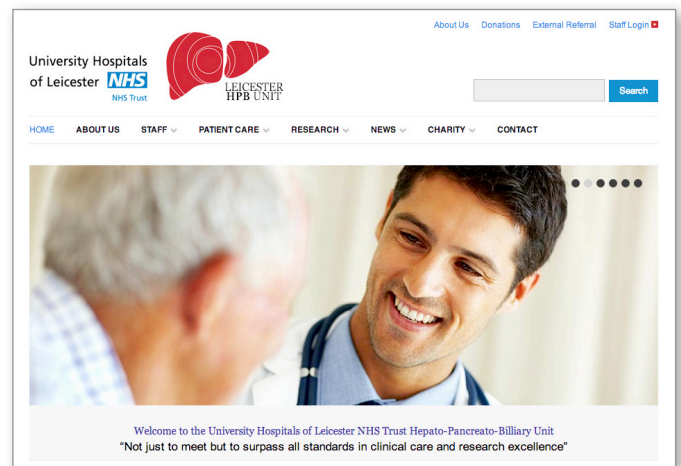 About Us Donations External Referral Staff Login
University Hospitals
of Leicester NHS
NHS Trust
LEICESTER
HPB UNIT
Search
HOME ABOUT US STAFF PATIENT CARE RESEARCH NEWS CHARITY CONTACT
Welcome to the University Hospitals of Leicester NHS Trust Hepato-Pancreato-Billiary Unit
“Not just to meet but to surpass all standards in clinical care and research excellence”